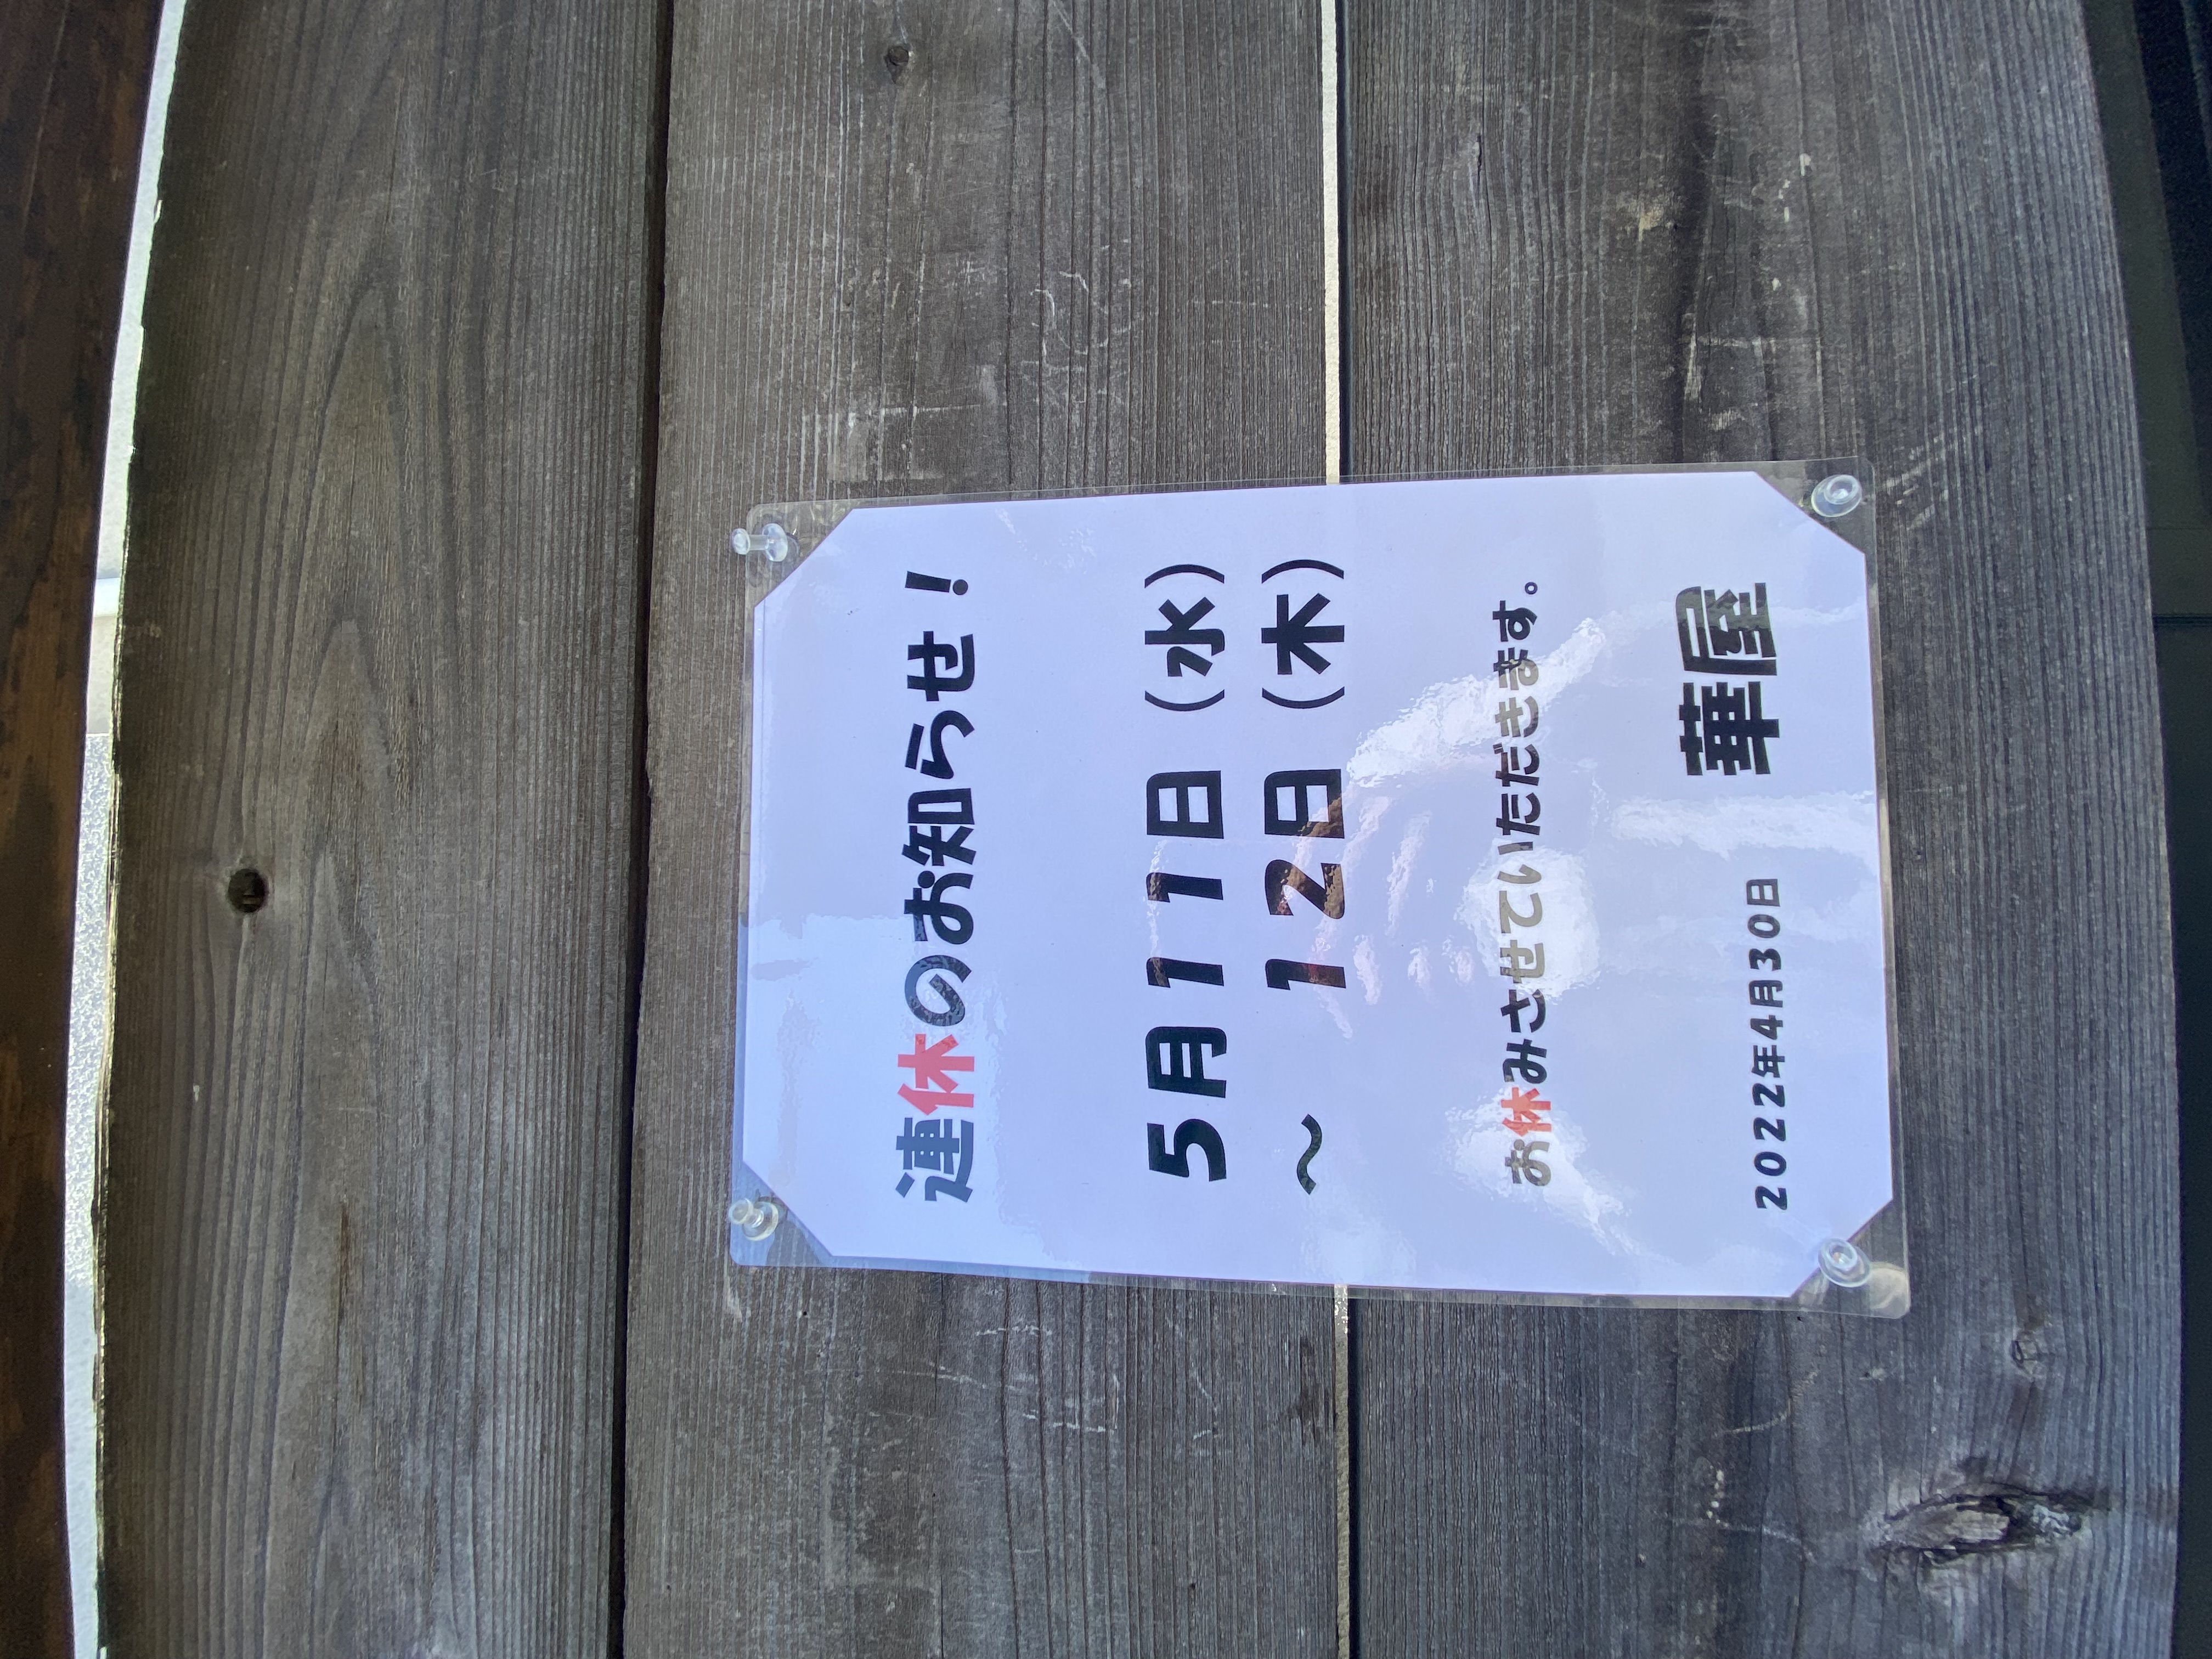 連休のお知らせ！
5月11日（水）
～　12日（木）
お休みさせていただきます。
華屋
2022年4月30日